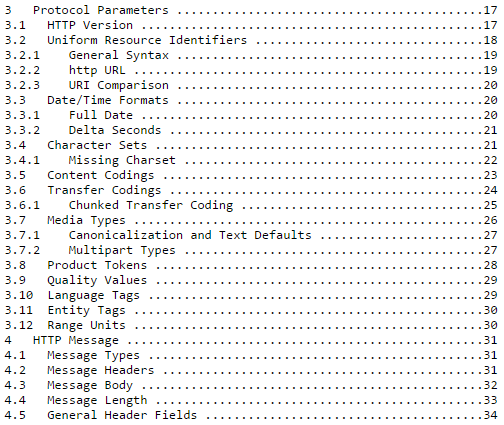 3   Protocol Parameters ..............................................17
3.1   HTTP Version ...................................................17
3.2   Uniform Resource Identifiers ...................................18
3.2.1    General Syntax ..............................................19
3.2.2    http URL ....................................................19
3.2.3    URI Comparison ..............................................20
3.3   Date/Time Formats ..............................................20
3.3.1    Full Date ...................................................20
3.3.2    Delta Seconds ...............................................21
3.4   Character Sets .................................................21
3.4.1    Missing Charset .............................................22
3.5   Content Codings ................................................23
3.6   Transfer Codings ...............................................24
3.6.1    Chunked Transfer Coding .....................................25
3.7   Media Types ....................................................26
3.7.1    Canonicalization and Text Defaults ..........................27
3.7.2    Multipart Types .............................................27
3.8   Product Tokens .................................................28
3.9   Quality Values .................................................29
3.10  Language Tags ..................................................29
3.11  Entity Tags ....................................................30
3.12  Range Units ....................................................30
4   HTTP Message .....................................................31
4.1   Message Types ..................................................31
4.2   Message Headers ................................................31
4.3   Message Body ...................................................32
4.4   Message Length .................................................33
4.5   General Header Fields ..........................................34